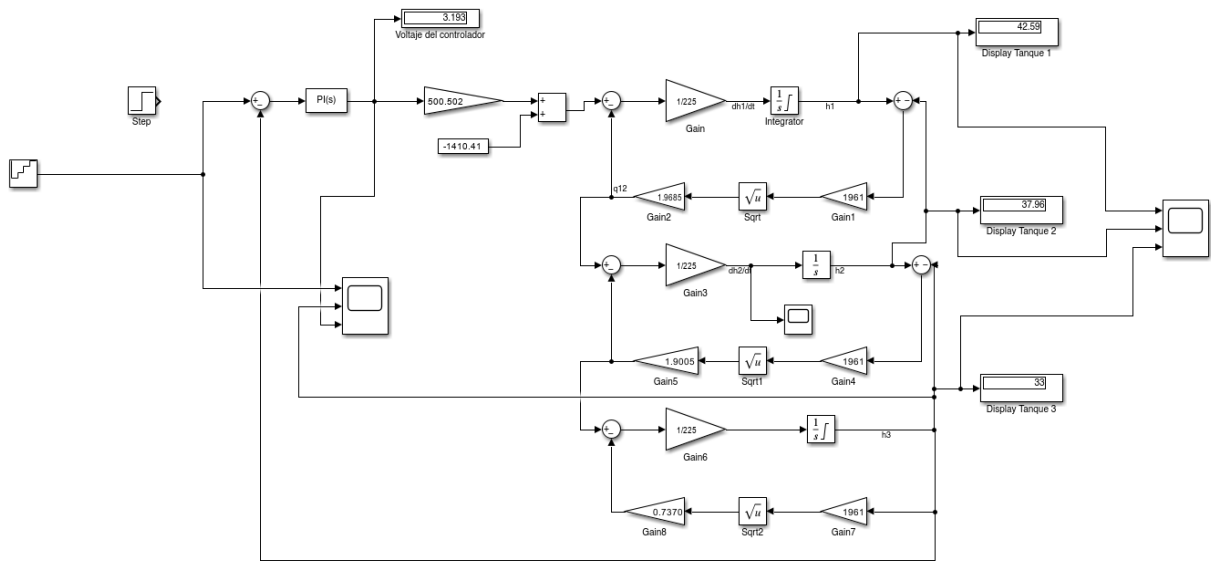 3.193
Voltaje del controlador
42.59
Display Tanque 1
Step
PI(s)
500.502
+
+
-1410.41
+
-
1/225
Gain
dh1/dt
1
s
Integrator
h1
+ -
q12
1.9685
Gain2
√u
Sqrt
1961
Gain1
37.96
Display Tanque 2
+
-
1/225
Gain3
dh2/dt
1
s
h2
+ -
1.9005
Gain5
√u
Sqrt1
1961
Gain4
33
Display Tanque 3
+
-
1/225
Gain6
1
s
h3
0.7370
Gain8
√u
Sqrt2
1961
Gain7